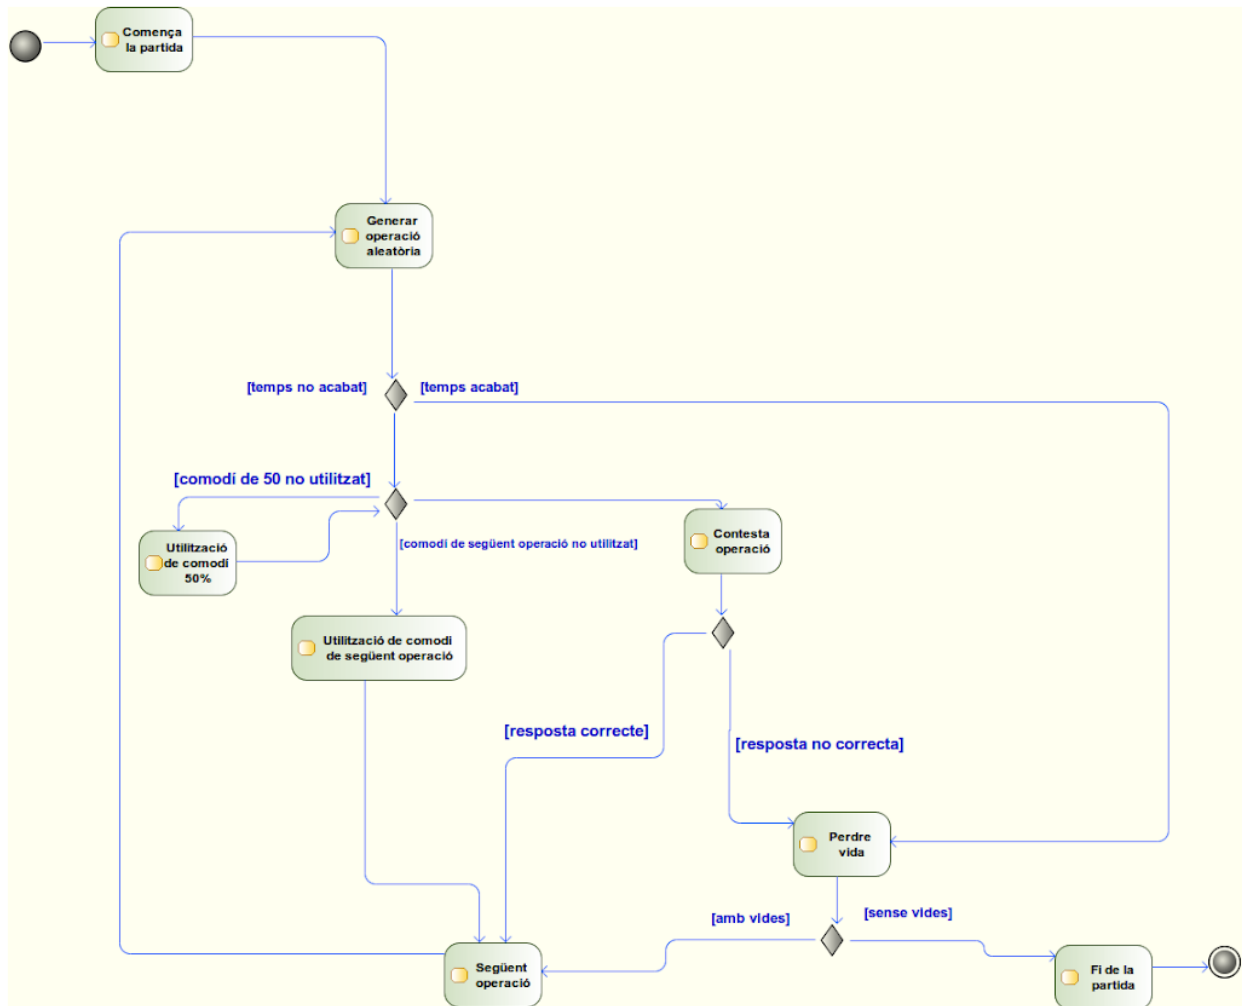 Comença
la partida
Generar
operació
aleatòria
[temps no acabat]
[temps acabat]
[comodí de 50 no utilitzat]
Utilització
de comodí
50%
[comodí de següent operació no utilitzat]
Contesta
operació
Utilització de comodi
de següent operació
[resposta correcte]
[resposta no correcta]
Perdre
vida
[amb vides]
[sense vides]
Següent
operació
Fi de la
partida